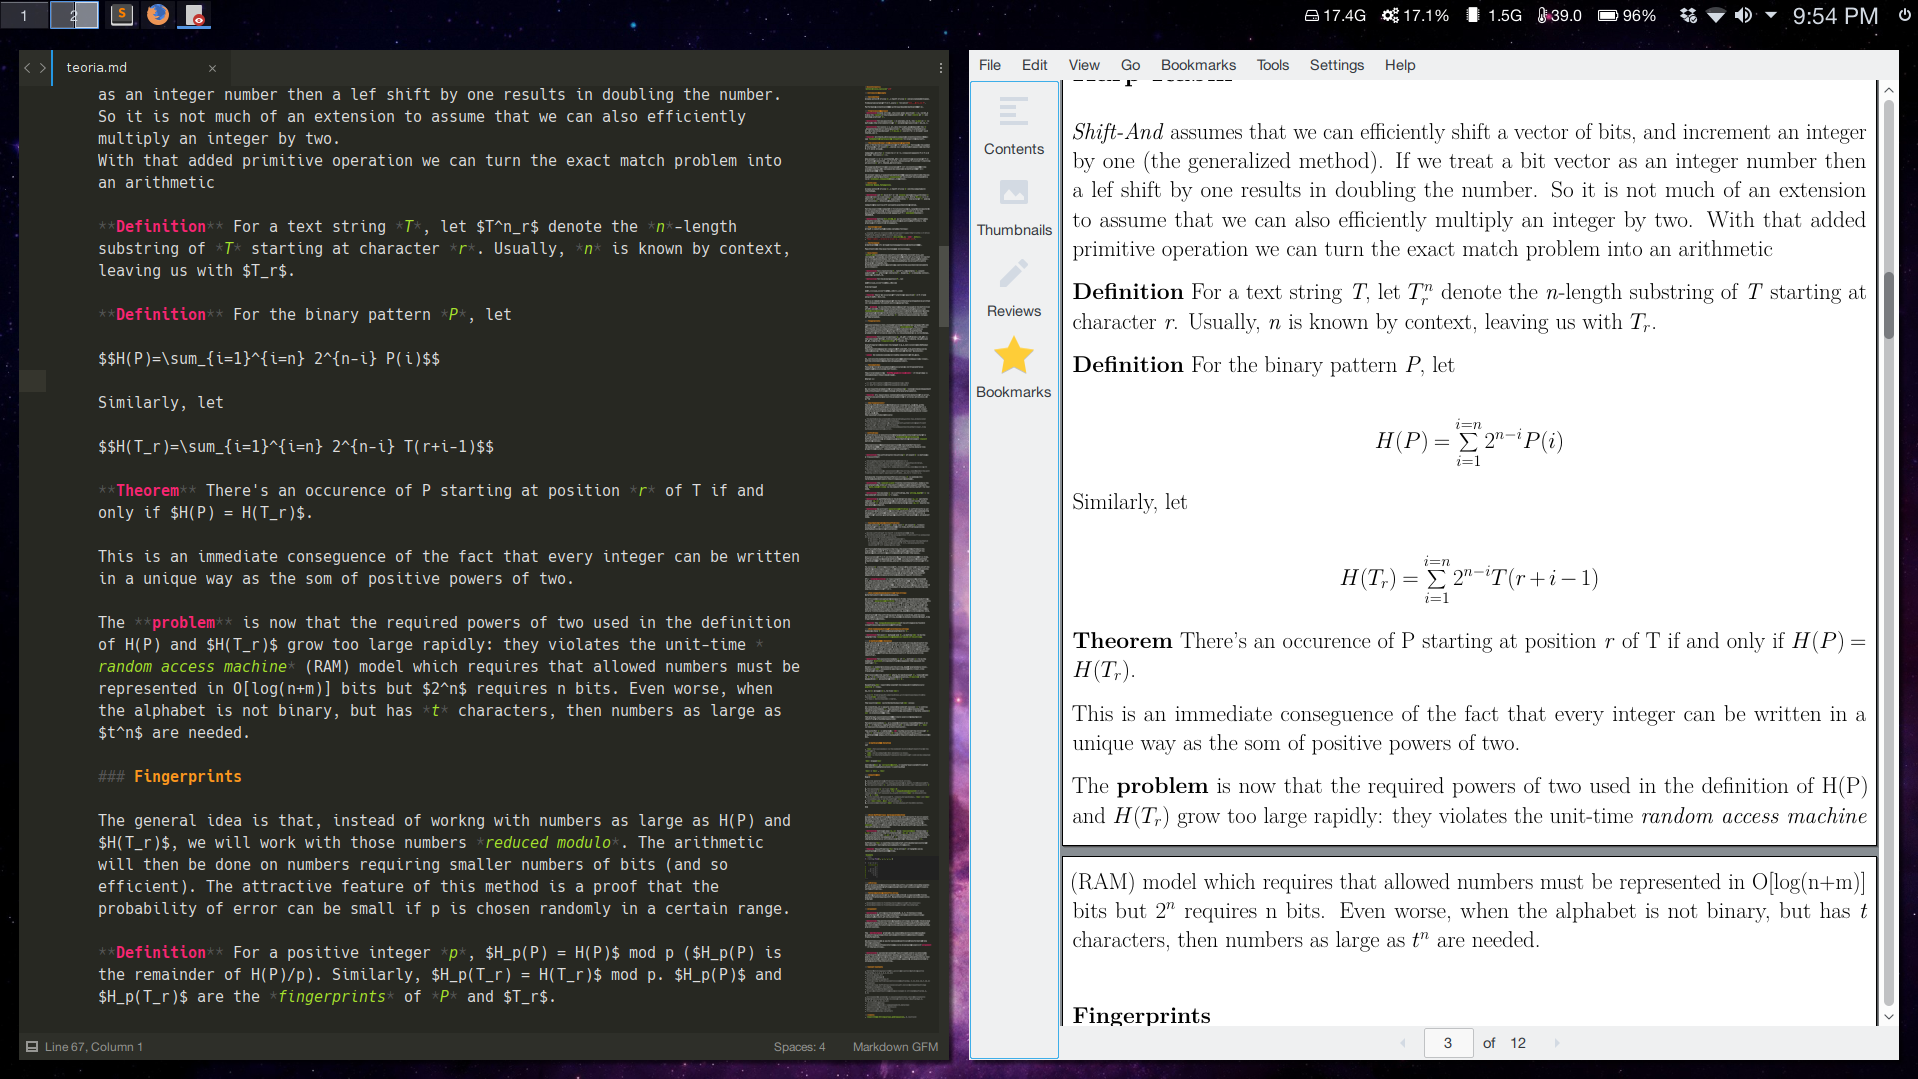 1
2
17.4G
17.1%
1.5G
39.0
96%
9:54 PM
teoria.md
as an integer number then a lef shift by one results in doubling the number.
So it is not much of an extension to assume that we can also efficiently
multiply an integer by two.
With that added primitive operation we can turn the exact match problem into
an arithmetic
**Definition** For a text string *T*, let $T^n_r$ denote the *n*-length
substring of *T* starting at character *r*. Usually, *n* is known by context,
leaving us with $T_r$.
**Definition** For the binary pattern *P*, let
$$H(P)=\sum_{i=1}^{i=n} 2^{n-i} P(i)$$
Similarly, let
$$H(T_r)=\sum_{i=1}^{i=n} 2^{n-i} T(r+i-1)$$
**Theorem** There's an occurence of P starting at position *r* of T if and
only if $H(P) = H(T_r)$.
This is an immediate conseguence of the fact that every integer can be written
in a unique way as the som of positive powers of two.
The **problem** is now that the required powers of two used in the definition
of H(P) and $H(T_r)$ grow too large rapidly: they violates the unit-time *
random access machine* (RAM) model which requires that allowed numbers must be
represented in O[log(n+m)] bits but $2^n$ requires n bits. Even worse, when
the alphabet is not binary, but has *t* characters, then numbers as large as
$t^n$ are needed.
### Fingerprints
The general idea is that, instead of workng with numbers as large as H(P) and
$H(T_r)$, we will work with those numbers *reduced modulo*. The arithmetic
will then be done on numbers requiring smaller numbers of bits (and so
efficient). The attractive feature of this method is a proof that the
probability of error can be small if p is chosen randomly in a certain range.
**Definition** For a positive integer *p*, $H_p(P) = H(P)$ mod p ($H_p(P) is
the remainder of H(P)/p). Similarly, $H_p(T_r) = H(T_r)$ mod p. $H_p(P)$ and
$H_p(T_r)$ are the *fingerprints* of *P* and $T_r$.
Line 67, Column 1
Spaces: 4
Markdown GFM
File Edit View Go Bookmarks Tools Settings Help
Contents
Thumbnails
Reviews
Bookmarks
Shift-And assumes that we can efficiently shift a vector of bits, and increment an integer
by one (the generalized method). If we treat a bit vector as an integer number then
a lef shift by one results in doubling the number. So it is not much of an extension
to assume that we can also efficiently multiply an integer by two. With that added
primitive operation we can turn the exact match problem into an arithmetic
Definition For a text string T, let T_r^n denote the n-length substring of T starting at
character r. Usually, n is known by context, leaving us with T_r.
Definition For the binary pattern P, let
H(P) = ∑_{i=1}^{i=n} 2^{n−i} P(i)
Similarly, let
H(T_r) = ∑_{i=1}^{i=n} 2^{n−i} T(r + i − 1)
Theorem There's an occurence of P starting at position r of T if and only if H(P) =
H(T_r).
This is an immediate conseguence of the fact that every integer can be written in a
unique way as the som of positive powers of two.
The problem is now that the required powers of two used in the definition of H(P)
and H(T_r) grow too large rapidly: they violates the unit-time random access machine
(RAM) model which requires that allowed numbers must be represented in O[log(n+m)]
bits but 2^n requires n bits. Even worse, when the alphabet is not binary, but has t
characters, then numbers as large as t^n are needed.
Fingerprints
3 of 12